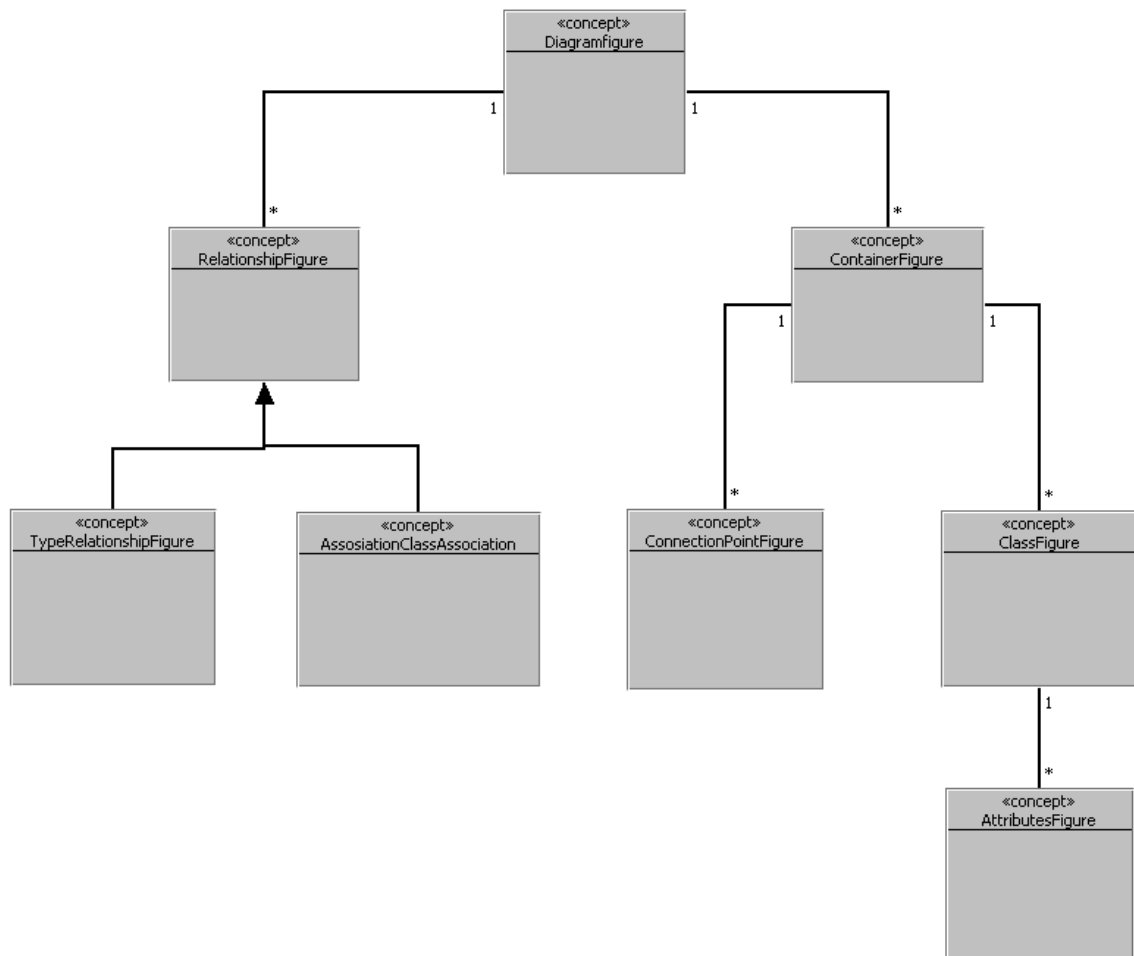 «concept»
Diagramfigure
1
1
*
*
«concept»
RelationshipFigure
«concept»
ContainerFigure
1
1
*
*
«concept»
TypeRelationshipFigure
«concept»
AssosiationClassAssociation
«concept»
ConnectionPointFigure
«concept»
ClassFigure
1
*
«concept»
AttributesFigure